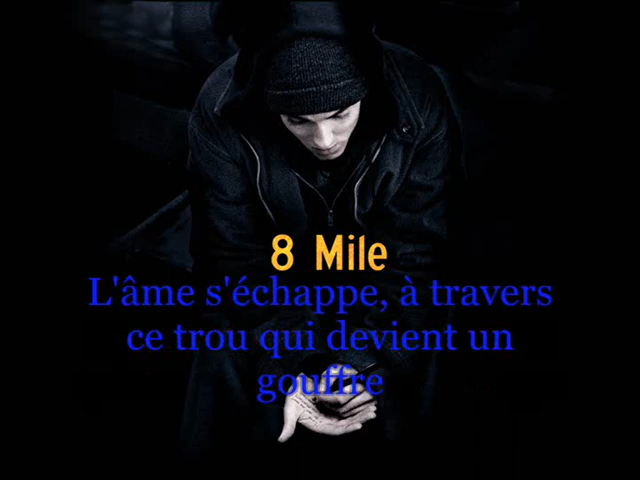 8 Mile
L'âme s'échappe, à travers
ce trou qui devient un
gouffre